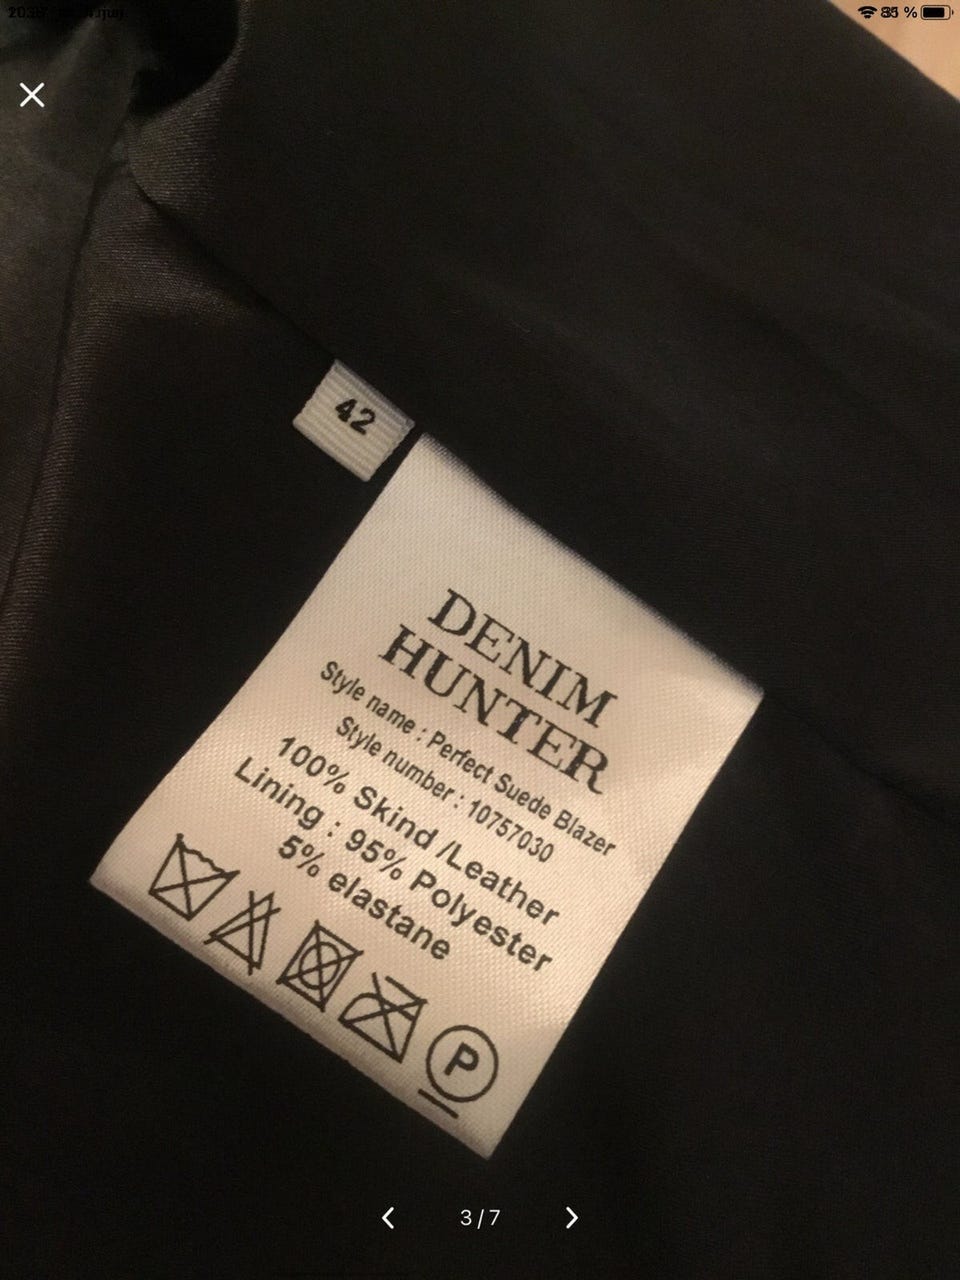 42
DENIM
HUNTER
Style name : Perfect Suede Blazer
Style number : 10757030
100% Skind /Leather
Lining : 95% Polyester
5% elastane
P
3/7